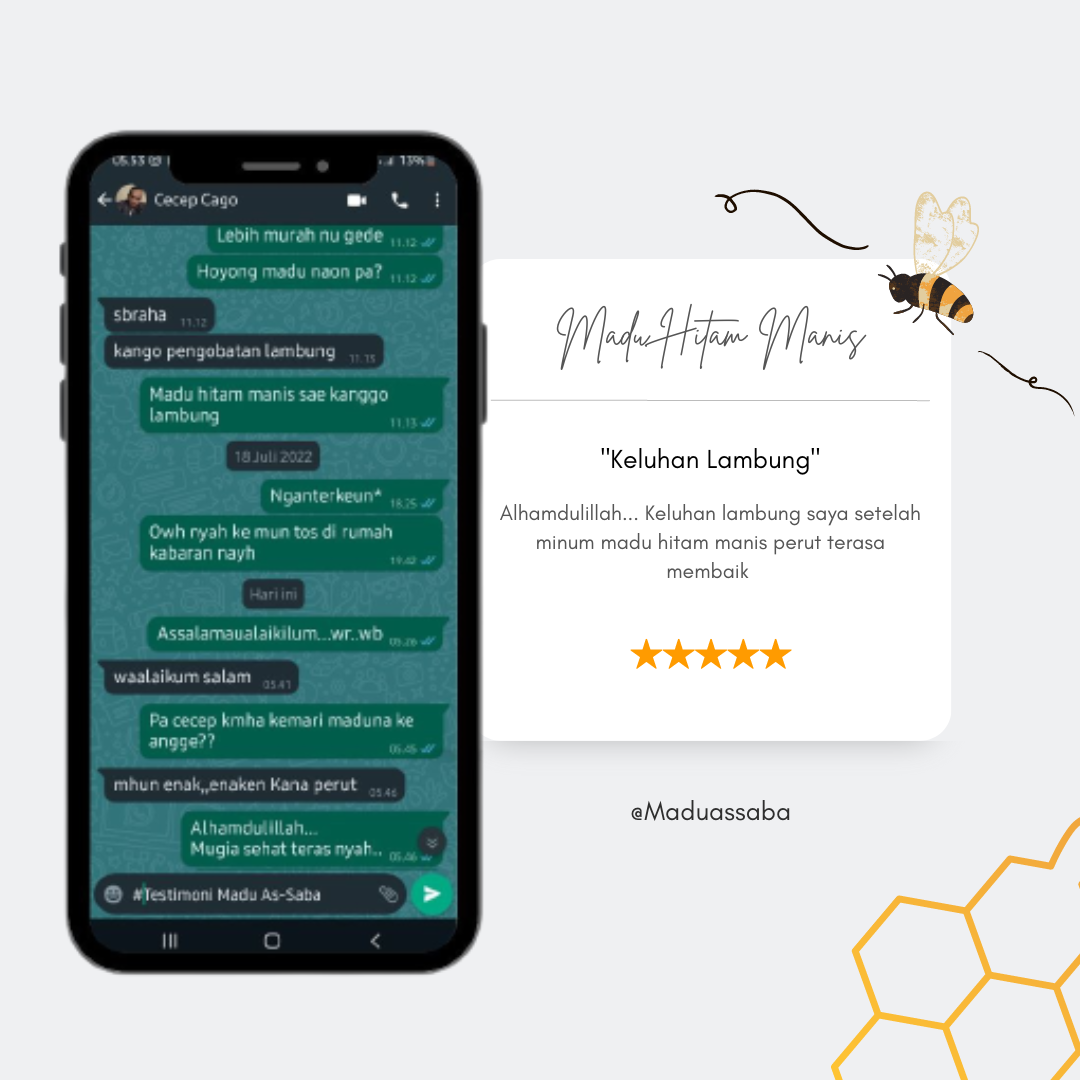 05.53
13%
Cecep Cago
Lebih murah nu gede 11.12
Hoyong madu naon pa? 11.12
sbraha 11.12
kango pengobatan lambung 11.13
Madu hitam manis sae kanggo
lambung 11.13
18 Juli 2022
Nganterkeun* 18.25
Owh nyah ke mun tos di rumah
kabaran nayh 19.42
Hari ini
Assalamaualaikilum...wr..wb 05.26
waalaikum salam 05.41
Pa cecep kmha kemari maduna ke
angge?? 05.45
mhun enak,,enaken Kana perut 05.46
Alhamdulillah...
Mugia sehat teras nyah.. 05.46
#Testimoni Madu As-Saba
Madu Hitam Manis
"Keluhan Lambung"
Alhamdulillah... Keluhan lambung saya setelah
minum madu hitam manis perut terasa
membaik
@Maduassaba